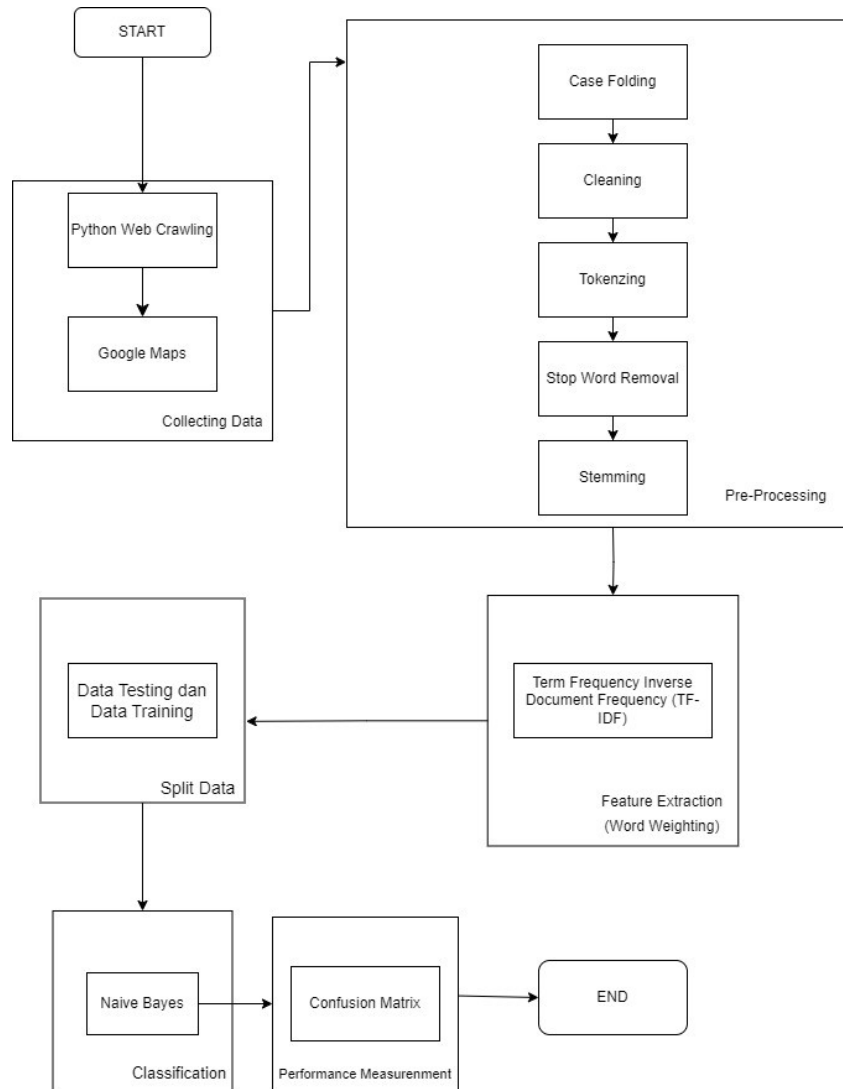 START
Python Web Crawling
Google Maps
Collecting Data
Case Folding
Cleaning
Tokenzing
Stop Word Removal
Stemming
Pre-Processing
Term Frequency Inverse
Document Frequency (TF-
IDF)
Feature Extraction
(Word Weighting)
Data Testing dan
Data Training
Split Data
Naive Bayes
Classification
Confusion Matrix
Performance Measurenment
END